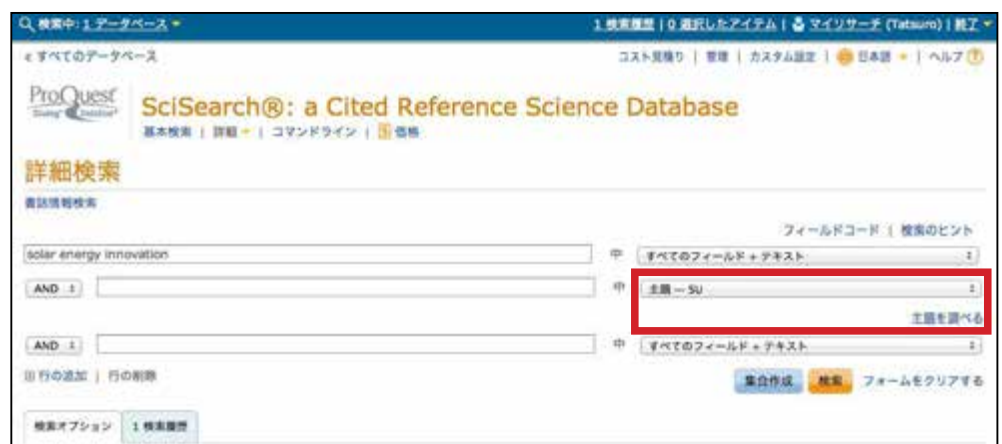 検索中: 1 データベース 1 検索履歴 | 0 選択したアイテム | マイリサーチ (Tatsuro) | 終了
« すべてのデータベース コスト見積り | 管理 | カスタム設定 | 日本語 | ヘルプ
ProQuest
SciSearch®: a Cited Reference Science Database
基本検索 | 詳細 | コマンドライン | 価格
詳細検索
書誌情報検索
フィールドコード | 検索のヒント
solar energy innovation 中 すべてのフィールド + テキスト
AND 中 主題 — SU
主題を調べる
AND 中 すべてのフィールド + テキスト
行の追加 | 行の削除 集合作成 検索 フォームをクリアする
検索オプション 1 検索履歴